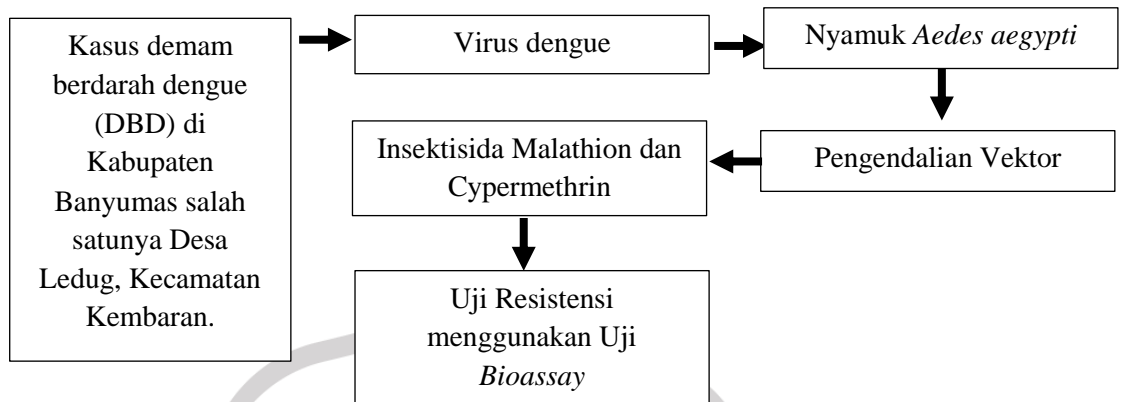 Kasus demam
berdarah dengue
(DBD) di
Kabupaten
Banyumas salah
satunya Desa
Ledug, Kecamatan
Kembaran.
Virus dengue
Nyamuk Aedes aegypti
Pengendalian Vektor
Insektisida Malathion dan
Cypermethrin
Uji Resistensi
menggunakan Uji
Bioassay